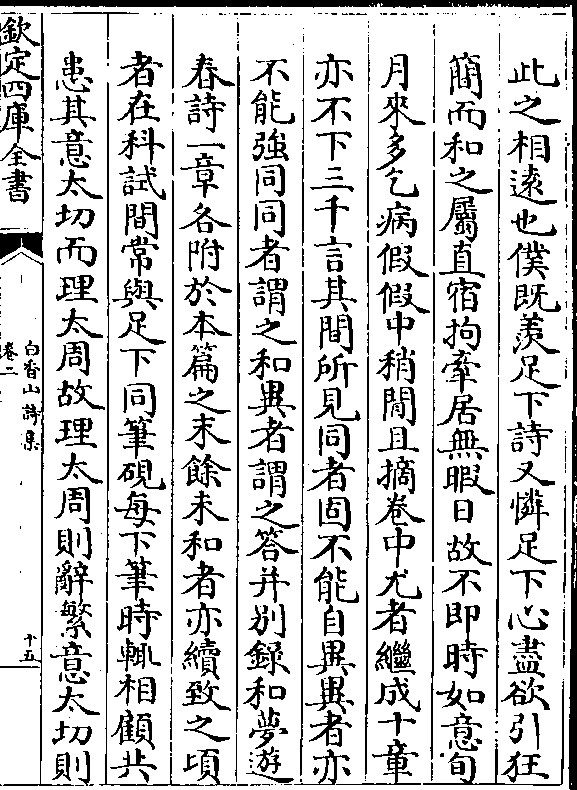 此之相遠也僕既羨足下詩又憐足下心盡欲引狂
簡而和之屬直宿拘牽居無暇日故不即時如意旬
月來多乞病假假中稍閒且摘卷中尤者繼成十章
亦不下三千言其間所見同者固不能自異異者亦
不能強同同者謂之和異者謂之答并別錄和夢遊
春詩一章各附於本篇之末餘未和者亦續致之頃
者在科試間常與足下同筆硯每下筆時輒相顧共
患其意太切而理太周故理太周則辭繁意太切則
欽定四庫全書
白香山詩集
卷二
十五